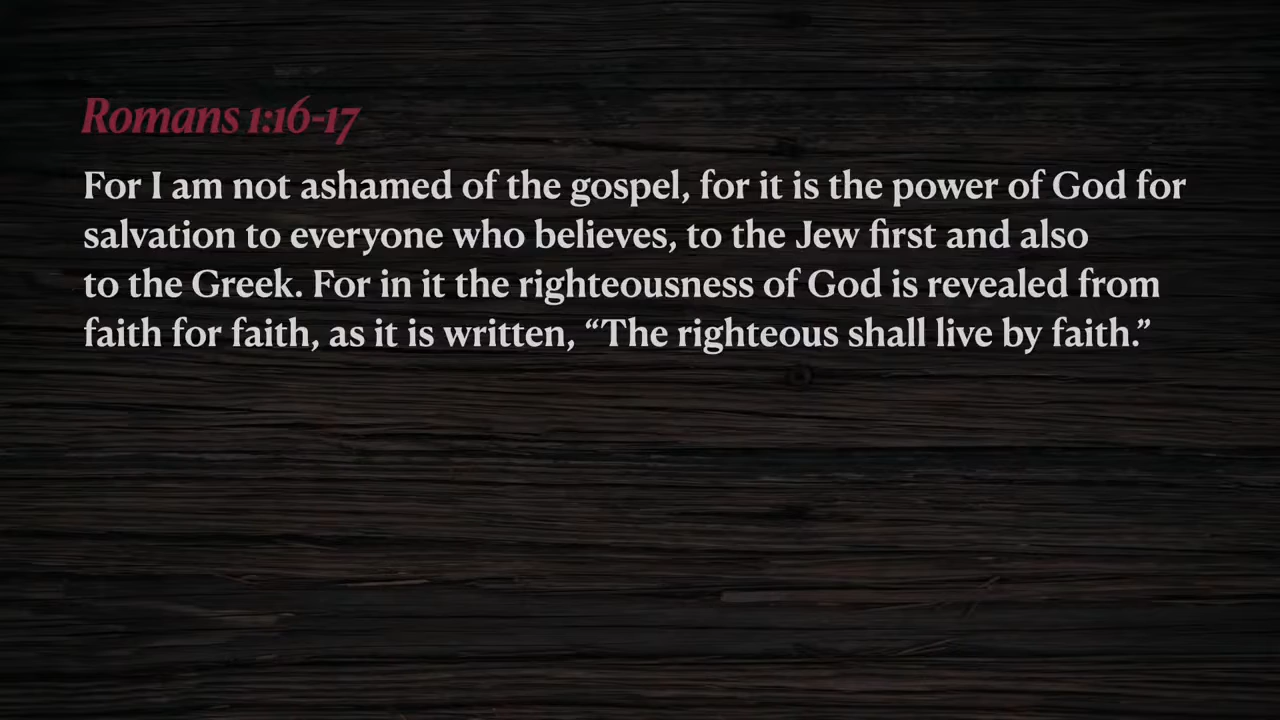 Romans 1:16-17
For I am not ashamed of the gospel, for it is the power of God for
salvation to everyone who believes, to the Jew first and also
to the Greek. For in it the righteousness of God is revealed from
faith for faith, as it is written, “The righteous shall live by faith.”